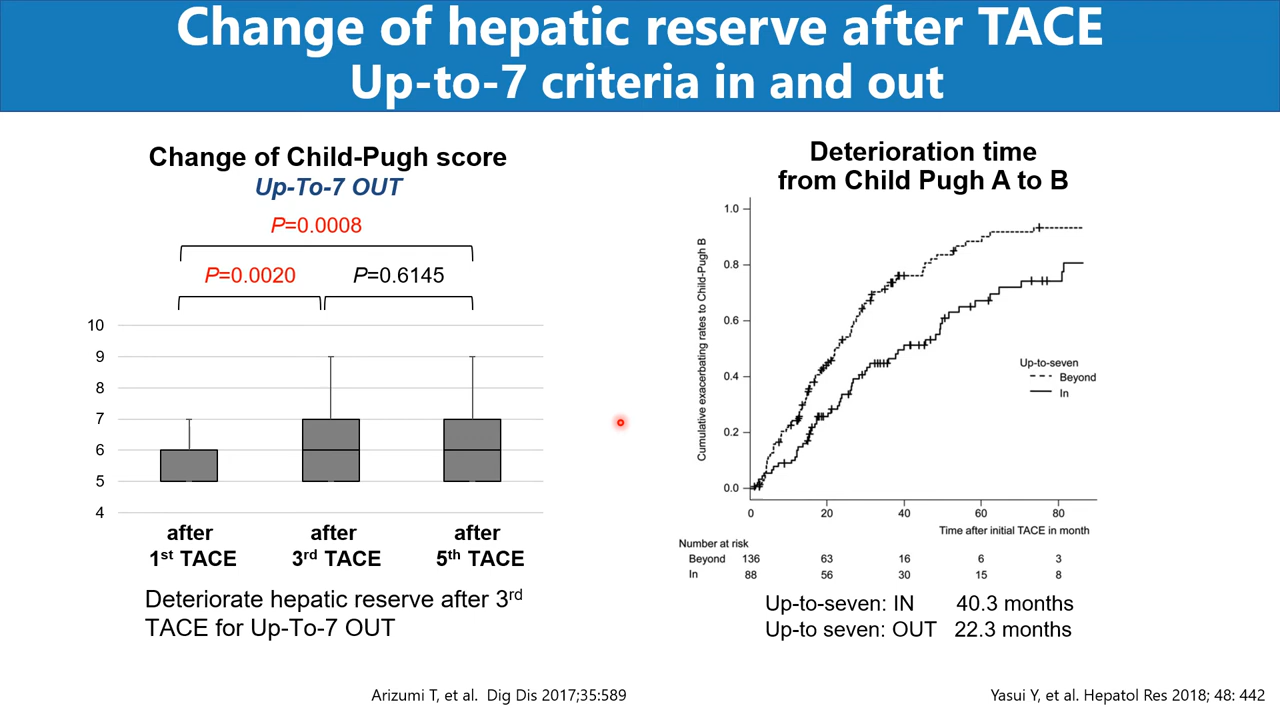 Change of hepatic reserve after TACE
Up-to-7 criteria in and out
Change of Child-Pugh score
Up-To-7 OUT
P=0.0008
P=0.0020
P=0.6145
10
9
8
7
6
5
4
after
1st TACE
after
3rd TACE
after
5th TACE
Deteriorate hepatic reserve after 3rd
TACE for Up-To-7 OUT
Arizumi T, et al. Dig Dis 2017;35:589
Deterioration time
from Child Pugh A to B
Cumulative exacerbating rates to Child-Pugh B
1.0
0.8
0.6
0.4
0.2
0.0
Up-to-seven
Beyond
In
0 20 40 60 80
Time after initial TACE in month
Number at risk
Beyond 136 63 16 6 3
In 88 56 30 15 8
Up-to-seven: IN 40.3 months
Up-to seven: OUT 22.3 months
Yasui Y, et al. Hepatol Res 2018; 48: 442